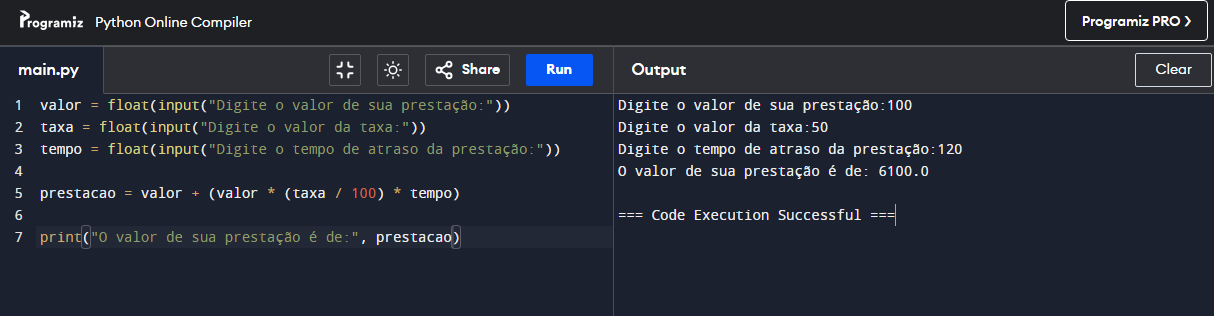 Programiz Python Online Compiler
Programiz PRO >
main.py
Share
Run
Output
Clear
1 valor = float(input("Digite o valor de sua prestação:"))
2 taxa = float(input("Digite o valor da taxa:"))
3 tempo = float(input("Digite o tempo de atraso da prestação:"))
4
5 prestacao = valor + (valor * (taxa / 100) * tempo)
6
7 print("O valor de sua prestação é de:", prestacao)
Digite o valor de sua prestação:100
Digite o valor da taxa:50
Digite o tempo de atraso da prestação:120
O valor de sua prestação é de: 6100.0
=== Code Execution Successful ===